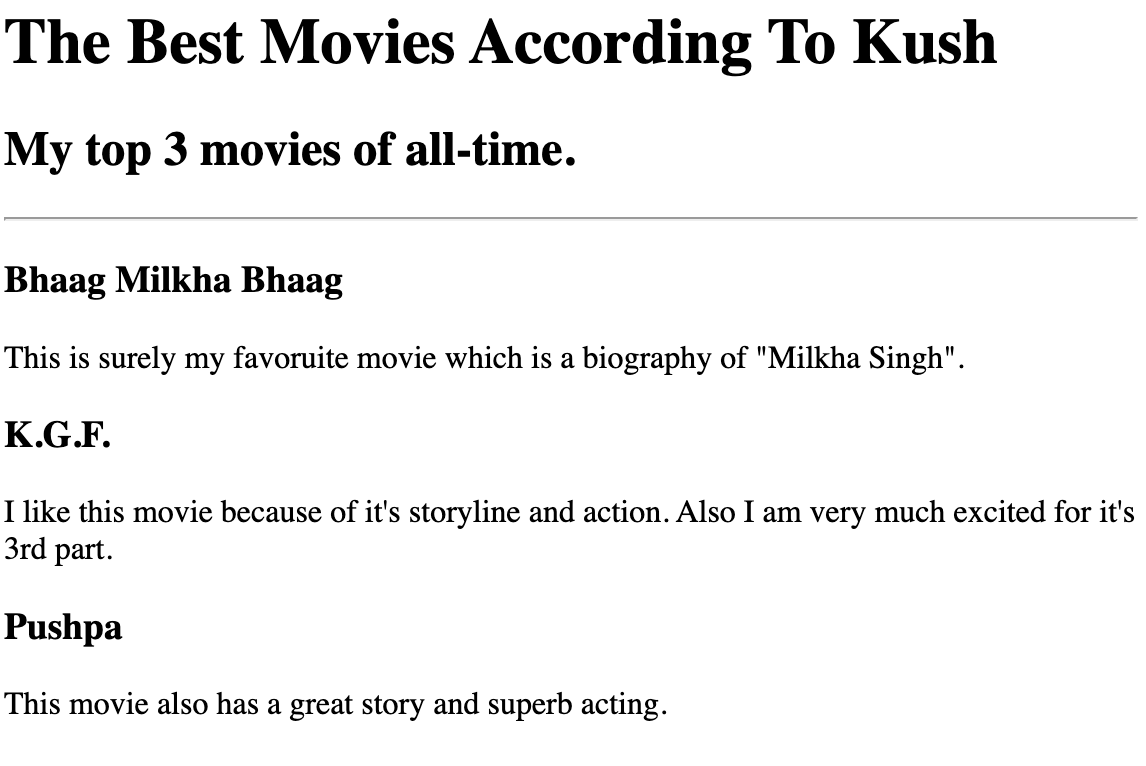 The Best Movies According To Kush
My top 3 movies of all-time.
Bhaag Milkha Bhaag
This is surely my favoruite movie which is a biography of "Milkha Singh".
K.G.F.
I like this movie because of it's storyline and action. Also I am very much excited for it's
3rd part.
Pushpa
This movie also has a great story and superb acting.